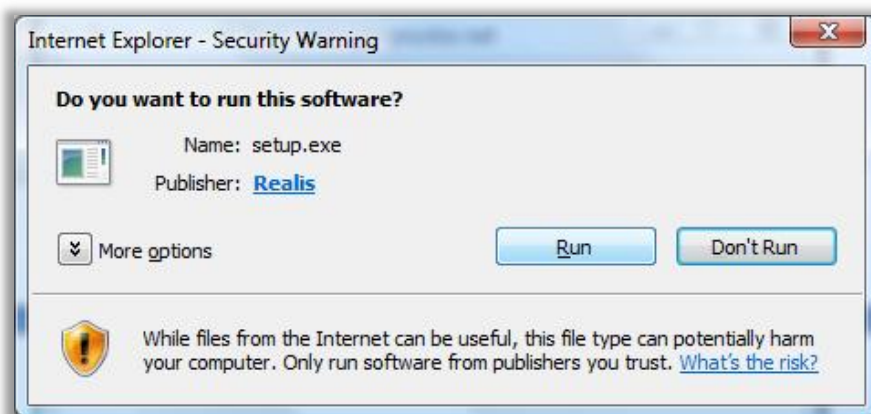 Internet Explorer - Security Warning
Do you want to run this software?
Name: setup.exe
Publisher: Realis
More options
Run
Don't Run
While files from the Internet can be useful, this file type can potentially harm
your computer. Only run software from publishers you trust. What's the risk?